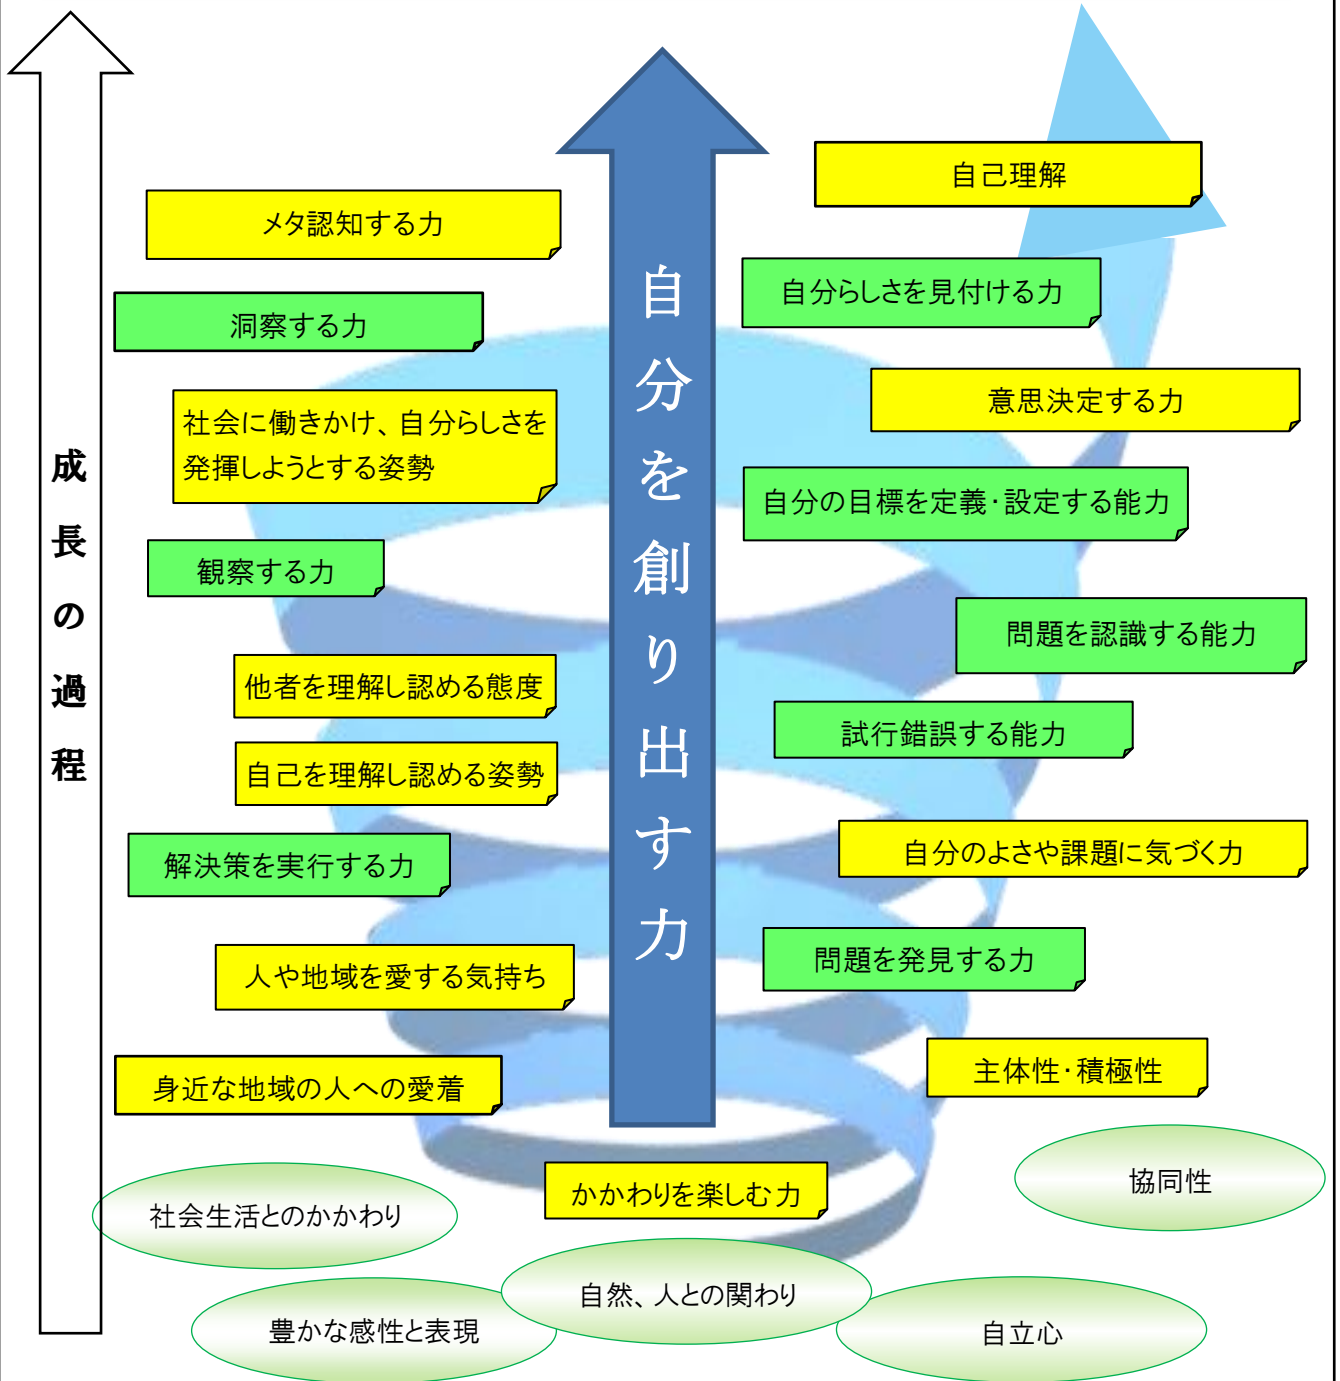 自己理解
メタ認知する力
自分らしさを見付ける力
洞察する力
意思決定する力
社会に働きかけ、自分らしさを
発揮しようとする姿勢
自分の目標を定義・設定する能力
観察する力
問題を認識する能力
他者を理解し認める態度
試行錯誤する能力
自己を理解し認める姿勢
自分のよさや課題に気づく力
解決策を実行する力
問題を発見する力
人や地域を愛する気持ち
主体性・積極性
身近な地域の人への愛着
かかわりを楽しむ力
自分を創り出す力
成長の過程
協同性
社会生活とのかかわり
自然、人との関わり
豊かな感性と表現
自立心